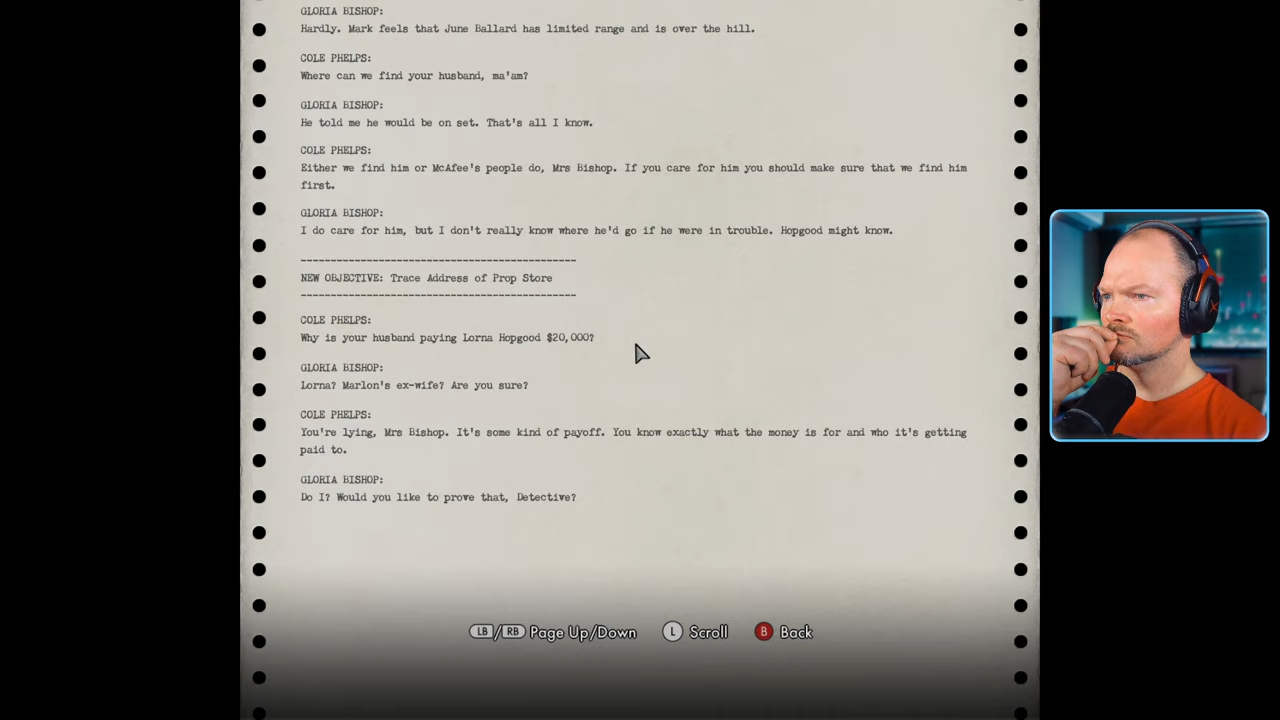 GLORIA BISHOP:
Hardly. Mark feels that June Ballard has limited range and is over the hill.
COLE PHELPS:
Where can we find your husband, ma'am?
GLORIA BISHOP:
He told me he would be on set. That's all I know.
COLE PHELPS:
Either we find him or McAfee's people do, Mrs Bishop. If you care for him you should make sure that we find him
first.
GLORIA BISHOP:
I do care for him, but I don't really know where he'd go if he were in trouble. Hopgood might know.
----------------------------------------------
NEW OBJECTIVE: Trace Address of Prop Store
----------------------------------------------
COLE PHELPS:
Why is your husband paying Lorna Hopgood $20,000?
GLORIA BISHOP:
Lorna? Marlon's ex-wife? Are you sure?
COLE PHELPS:
You're lying, Mrs Bishop. It's some kind of payoff. You know exactly what the money is for and who it's getting
paid to.
GLORIA BISHOP:
Do I? Would you like to prove that, Detective?
LB/RB Page Up/Down L Scroll B Back